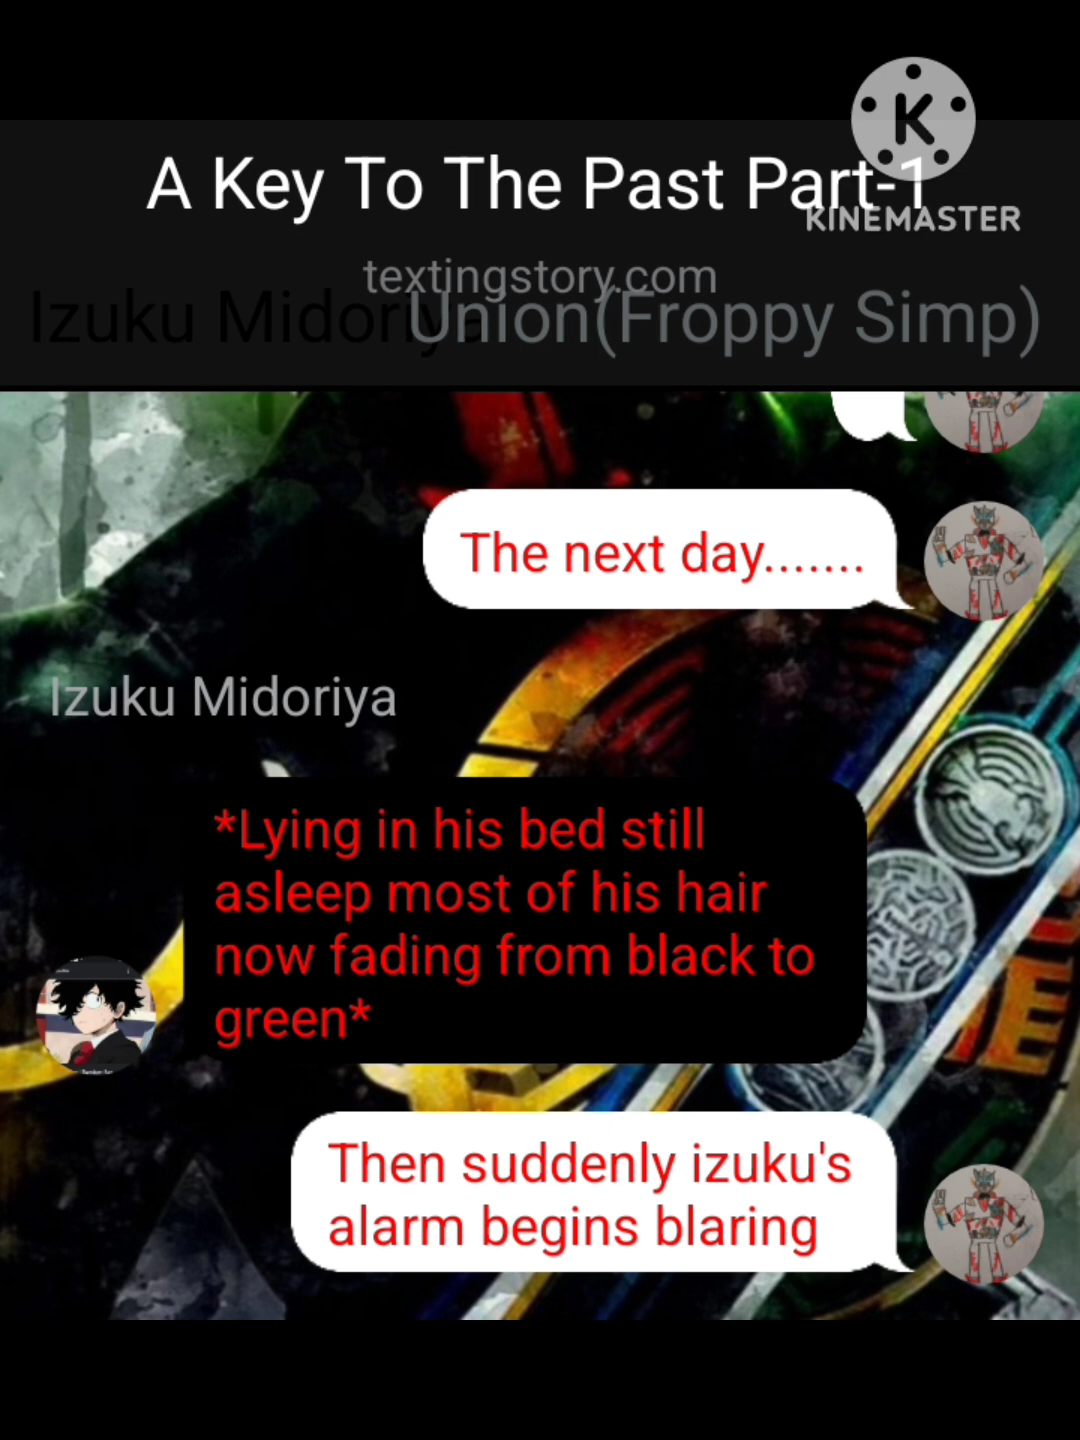 K
A Key To The Past Part-1
KINEMASTER
textingstory.com
Izuku Midoriya
Union(Froppy Simp)
The next day.......
Izuku Midoriya
*Lying in his bed still
asleep most of his hair
now fading from black to
green*
Then suddenly izuku's
alarm begins blaring